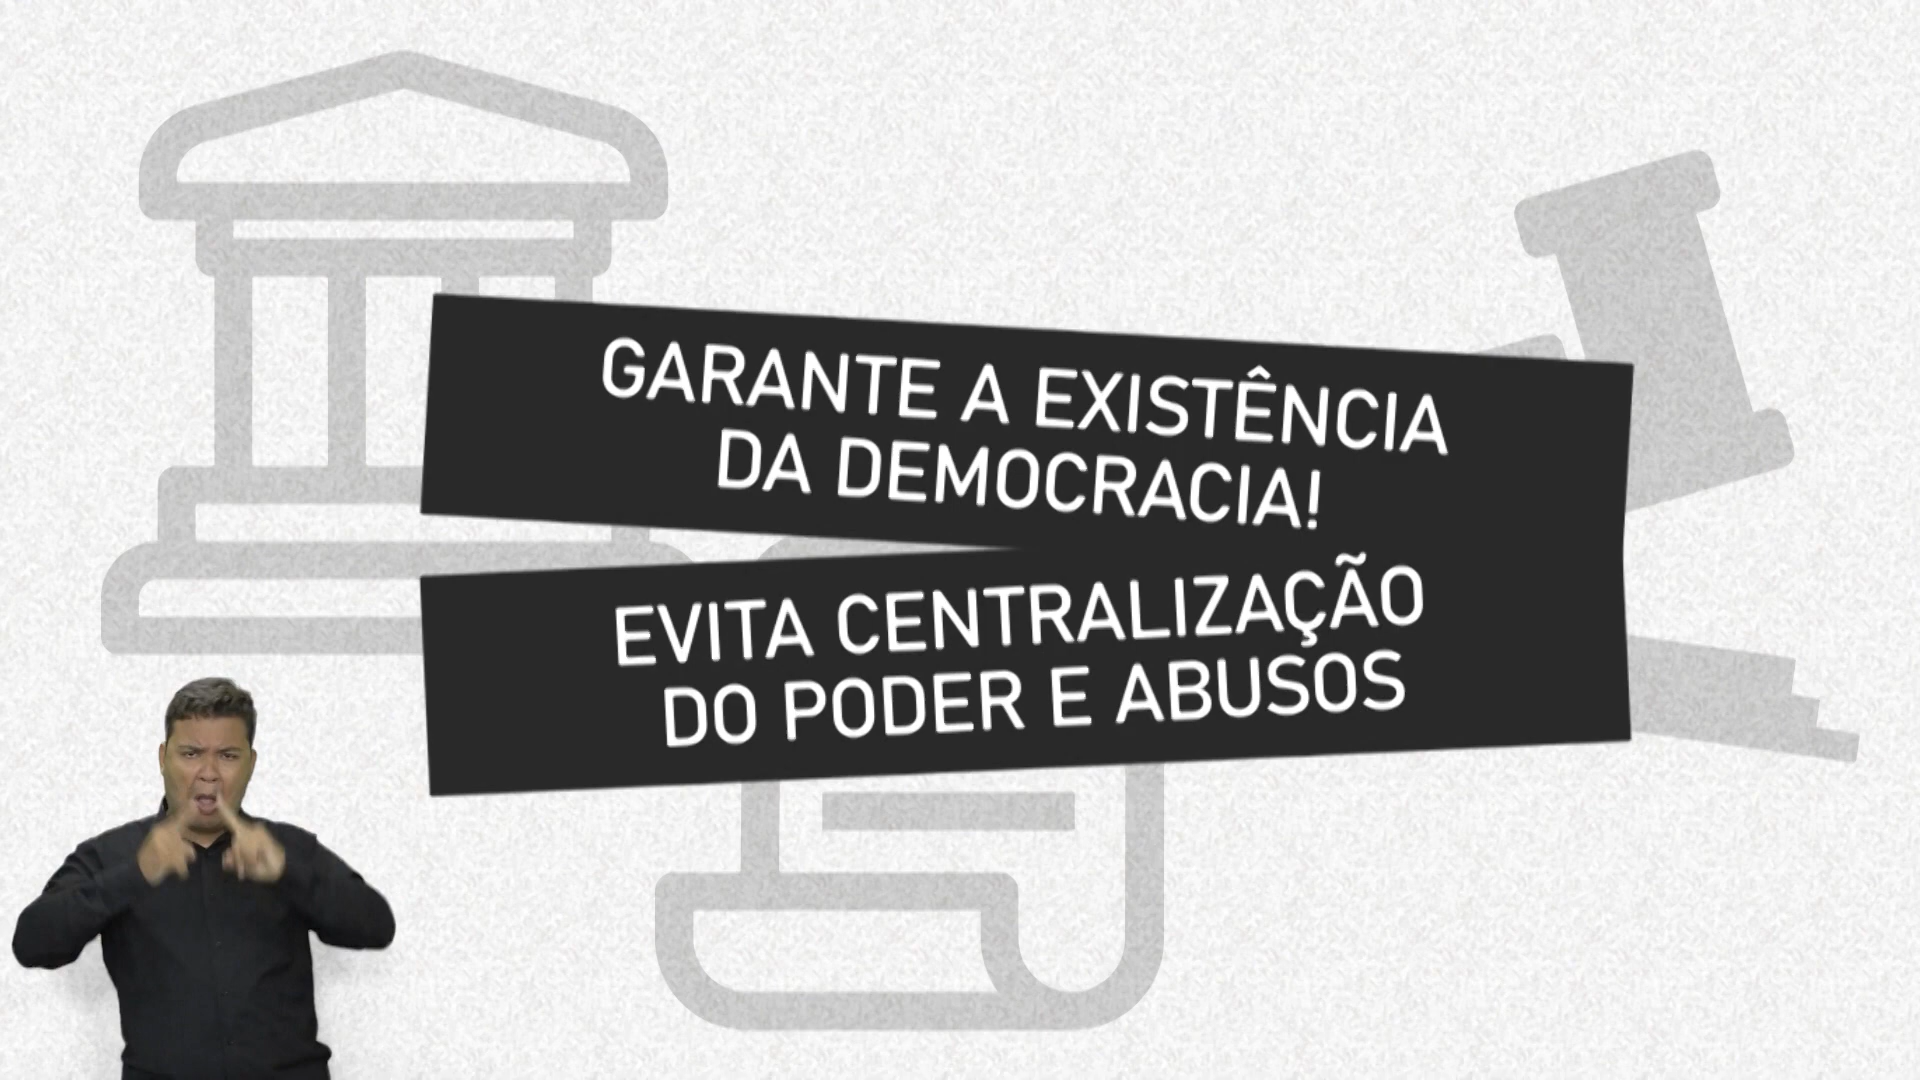 GARANTE A EXISTÊNCIA
DA DEMOCRACIA!
EVITA CENTRALIZAÇÃO
DO PODER E ABUSOS